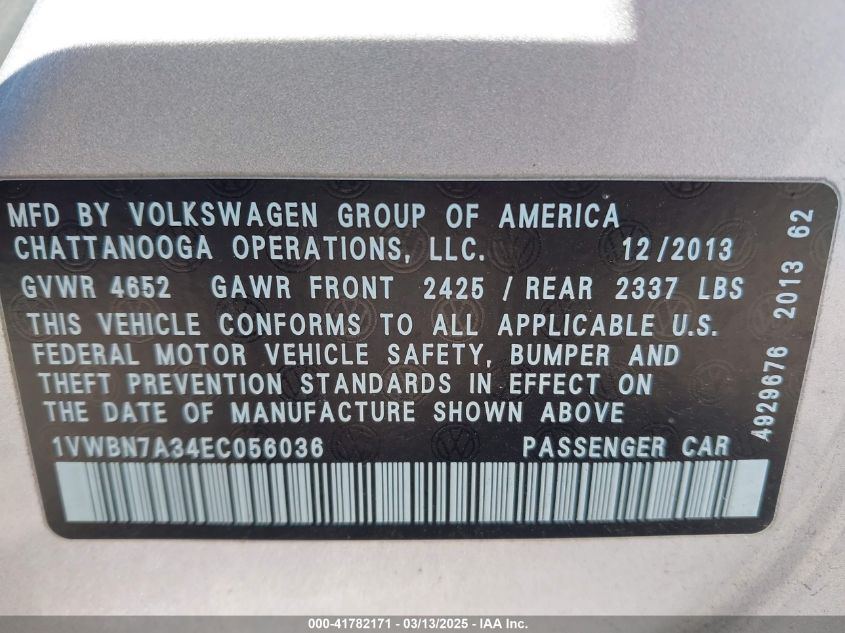 MFD BY VOLKSWAGEN GROUP OF AMERICA
CHATTANOOGA OPERATIONS, LLC. 12/2013
GVWR 4652 GAWR FRONT 2425 / REAR 2337 LBS
THIS VEHICLE CONFORMS TO ALL APPLICABLE U.S.
FEDERAL MOTOR VEHICLE SAFETY, BUMPER AND
THEFT PREVENTION STANDARDS IN EFFECT ON
THE DATE OF MANUFACTURE SHOWN ABOVE
1VWBN7A34EC056036 PASSENGER CAR
4929676 2013 62
000-41782171 - 03/13/2025 - IAA, Inc.